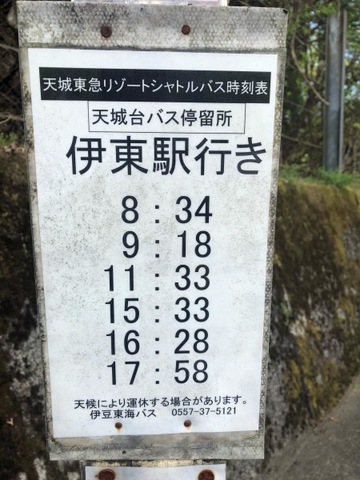 天城東急リゾートシャトルバス時刻表
天城台バス停留所
伊東駅行き
8：34
9：18
11：33
15：33
16：28
17：58
天候により運休する場合があります。
伊豆東海バス　0557-37-5121